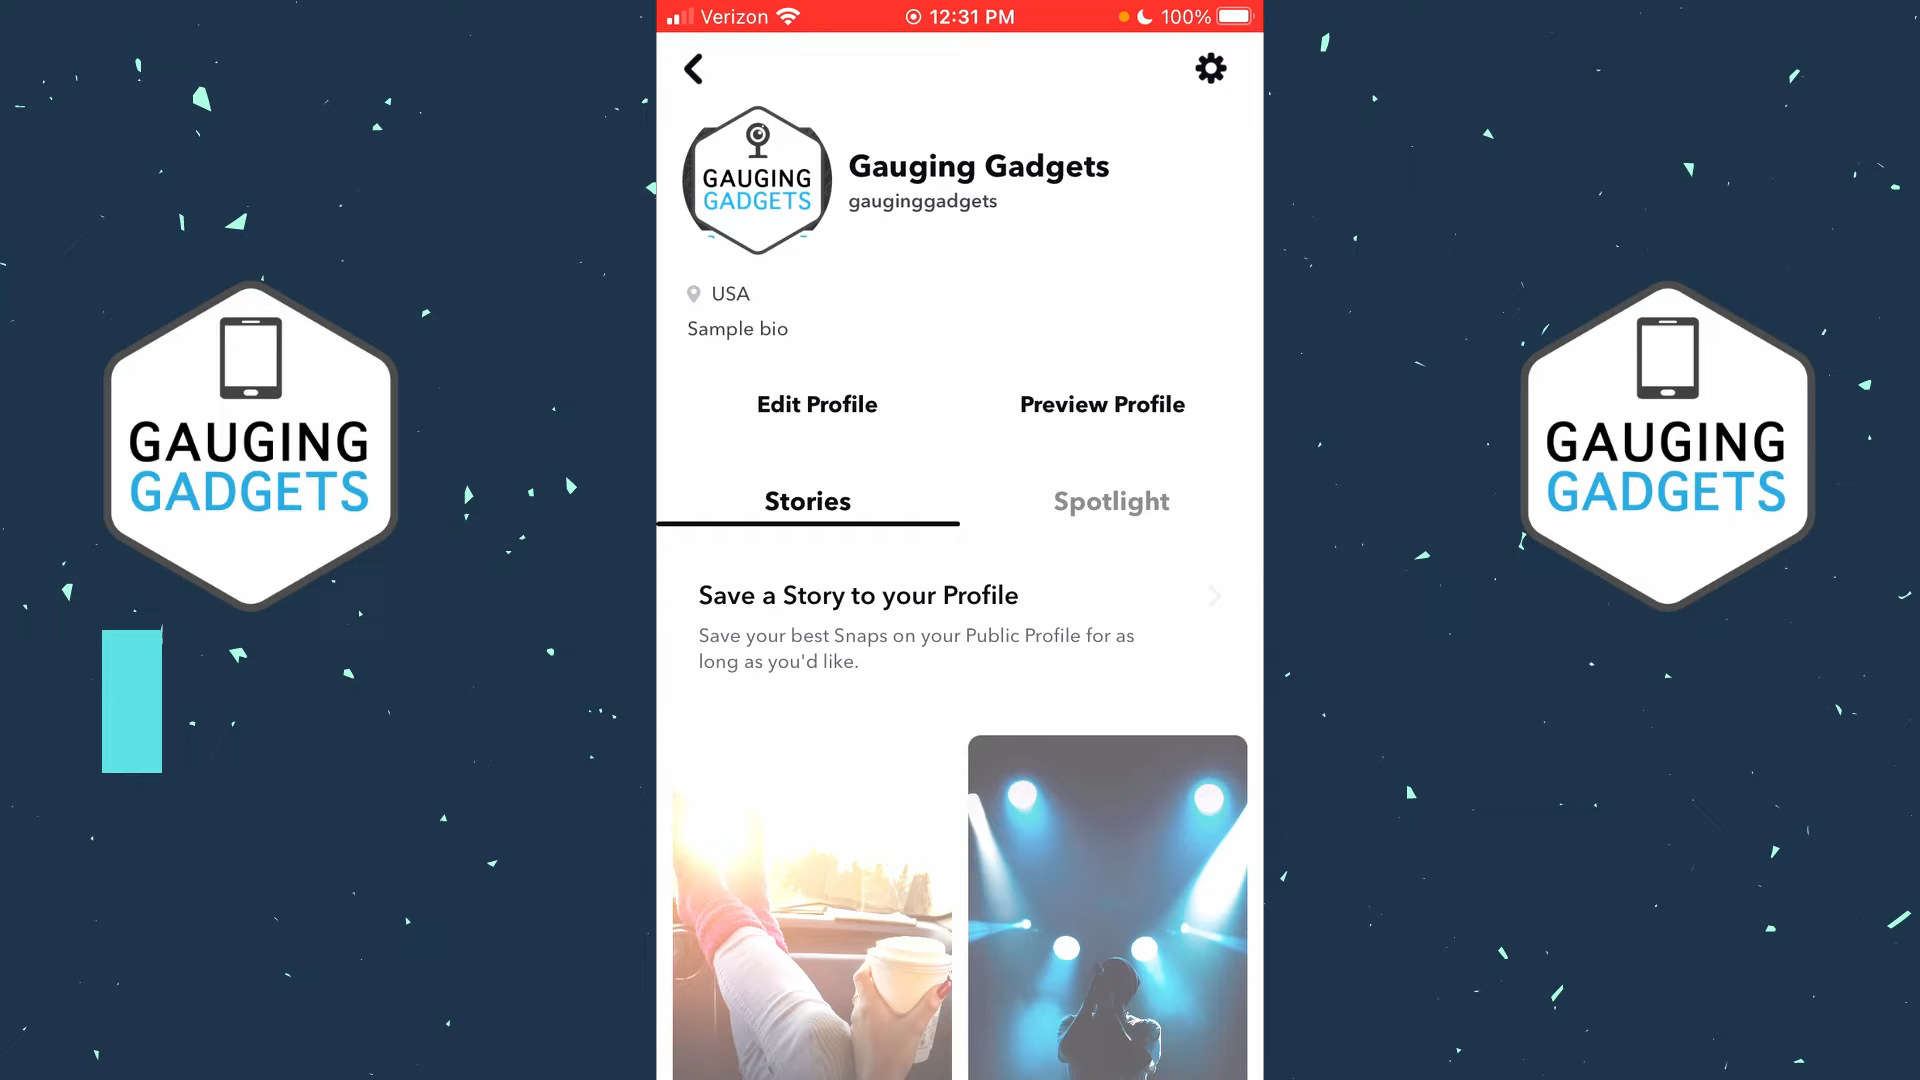 Verizon 12:31 PM 100%
GAUGING
GADGETS
Gauging Gadgets
gauginggadgets
USA
Sample bio
GAUGING
GADGETS
GAUGING
GADGETS
Edit Profile Preview Profile
Stories Spotlight
Save a Story to your Profile
Save your best Snaps on your Public Profile for as
long as you'd like.